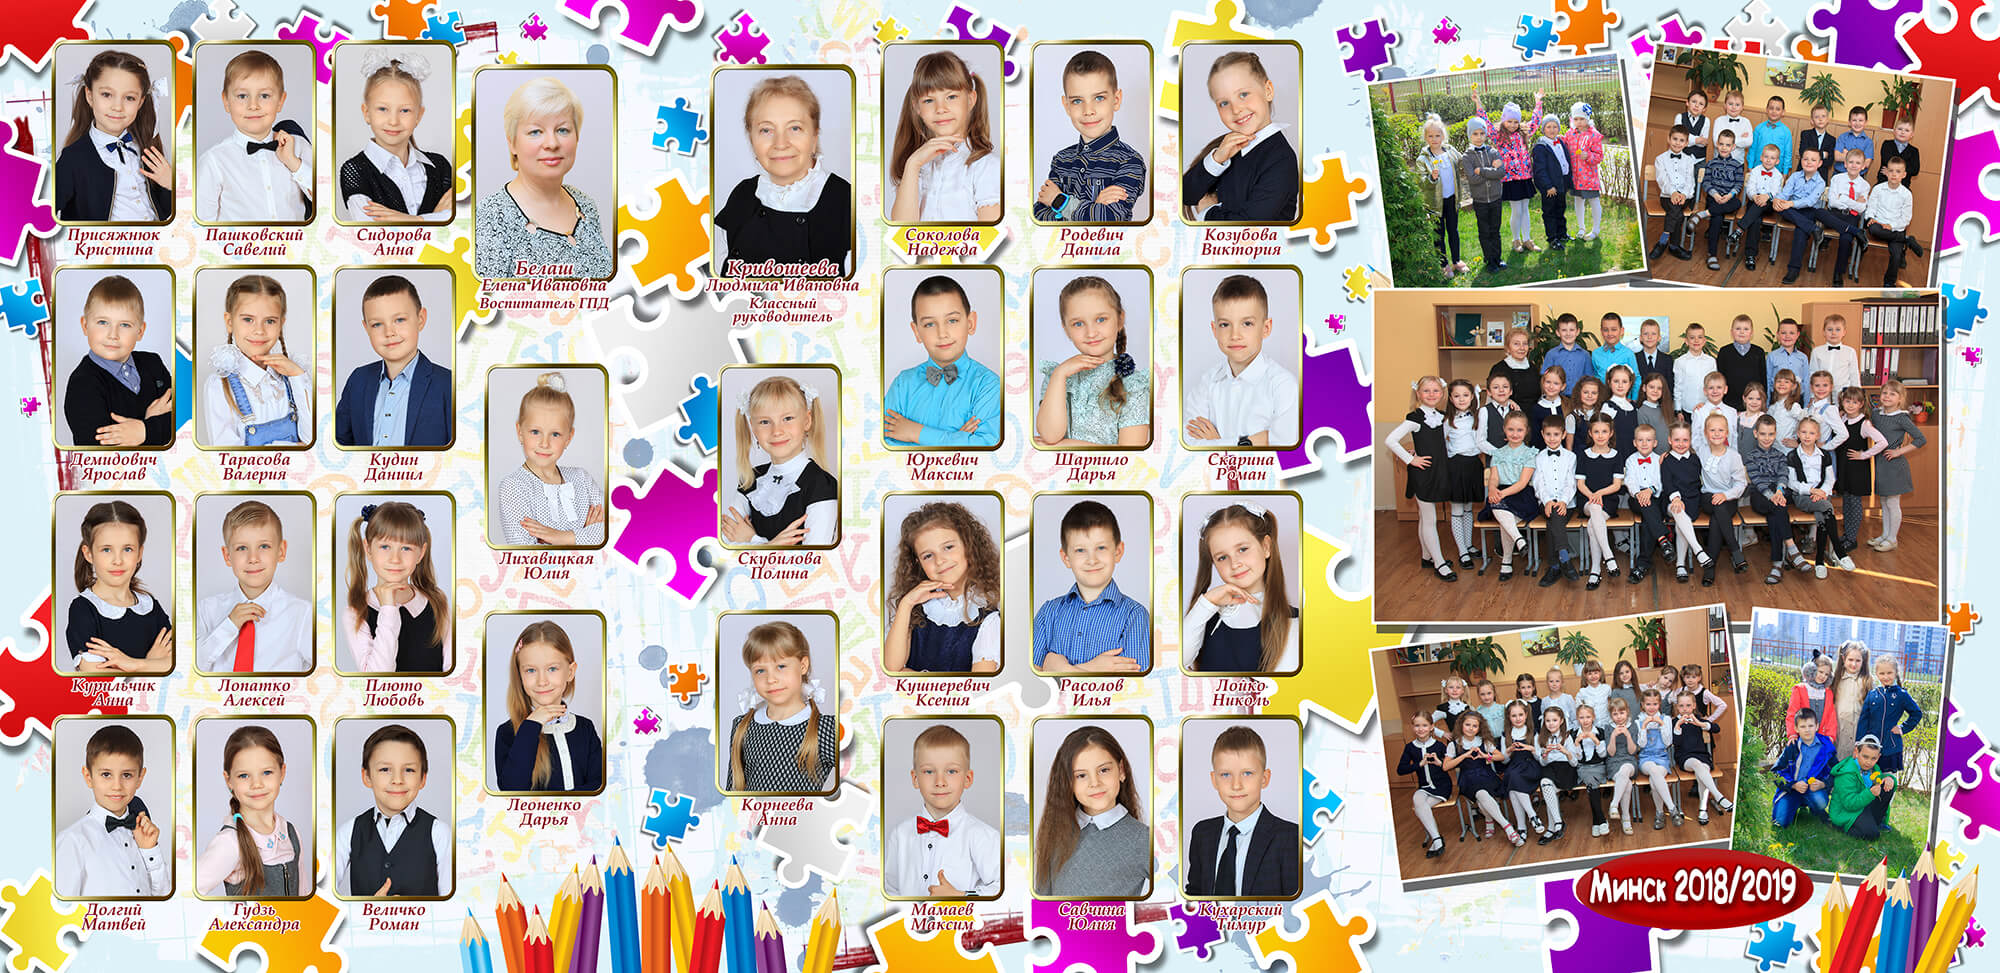 Присяжнюк
Кристина
Пашковский
Савелий
Сидорова
Анна
Белаш
Елена Ивановна
Воспитатель ГПД
Кривошеева
Людмила Ивановна
Классный
руководитель
Соколова
Надежда
Родевич
Данила
Козубова
Виктория
Демидович
Ярослав
Тарасова
Валерия
Кудин
Даниил
Лихавицкая
Юлия
Скубилова
Полина
Юркевич
Максим
Шарпило
Дарья
Скарина
Роман
Курильчик
Анна
Лопатко
Алексей
Плюто
Любовь
Леоненко
Дарья
Корнеева
Анна
Кушнеревич
Ксения
Расолов
Илья
Лойко
Николь
Долгий
Матвей
Гудзь
Александра
Величко
Роман
Мамаев
Максим
Савчина
Юлия
Кухарский
Тимур
Минск 2018/2019